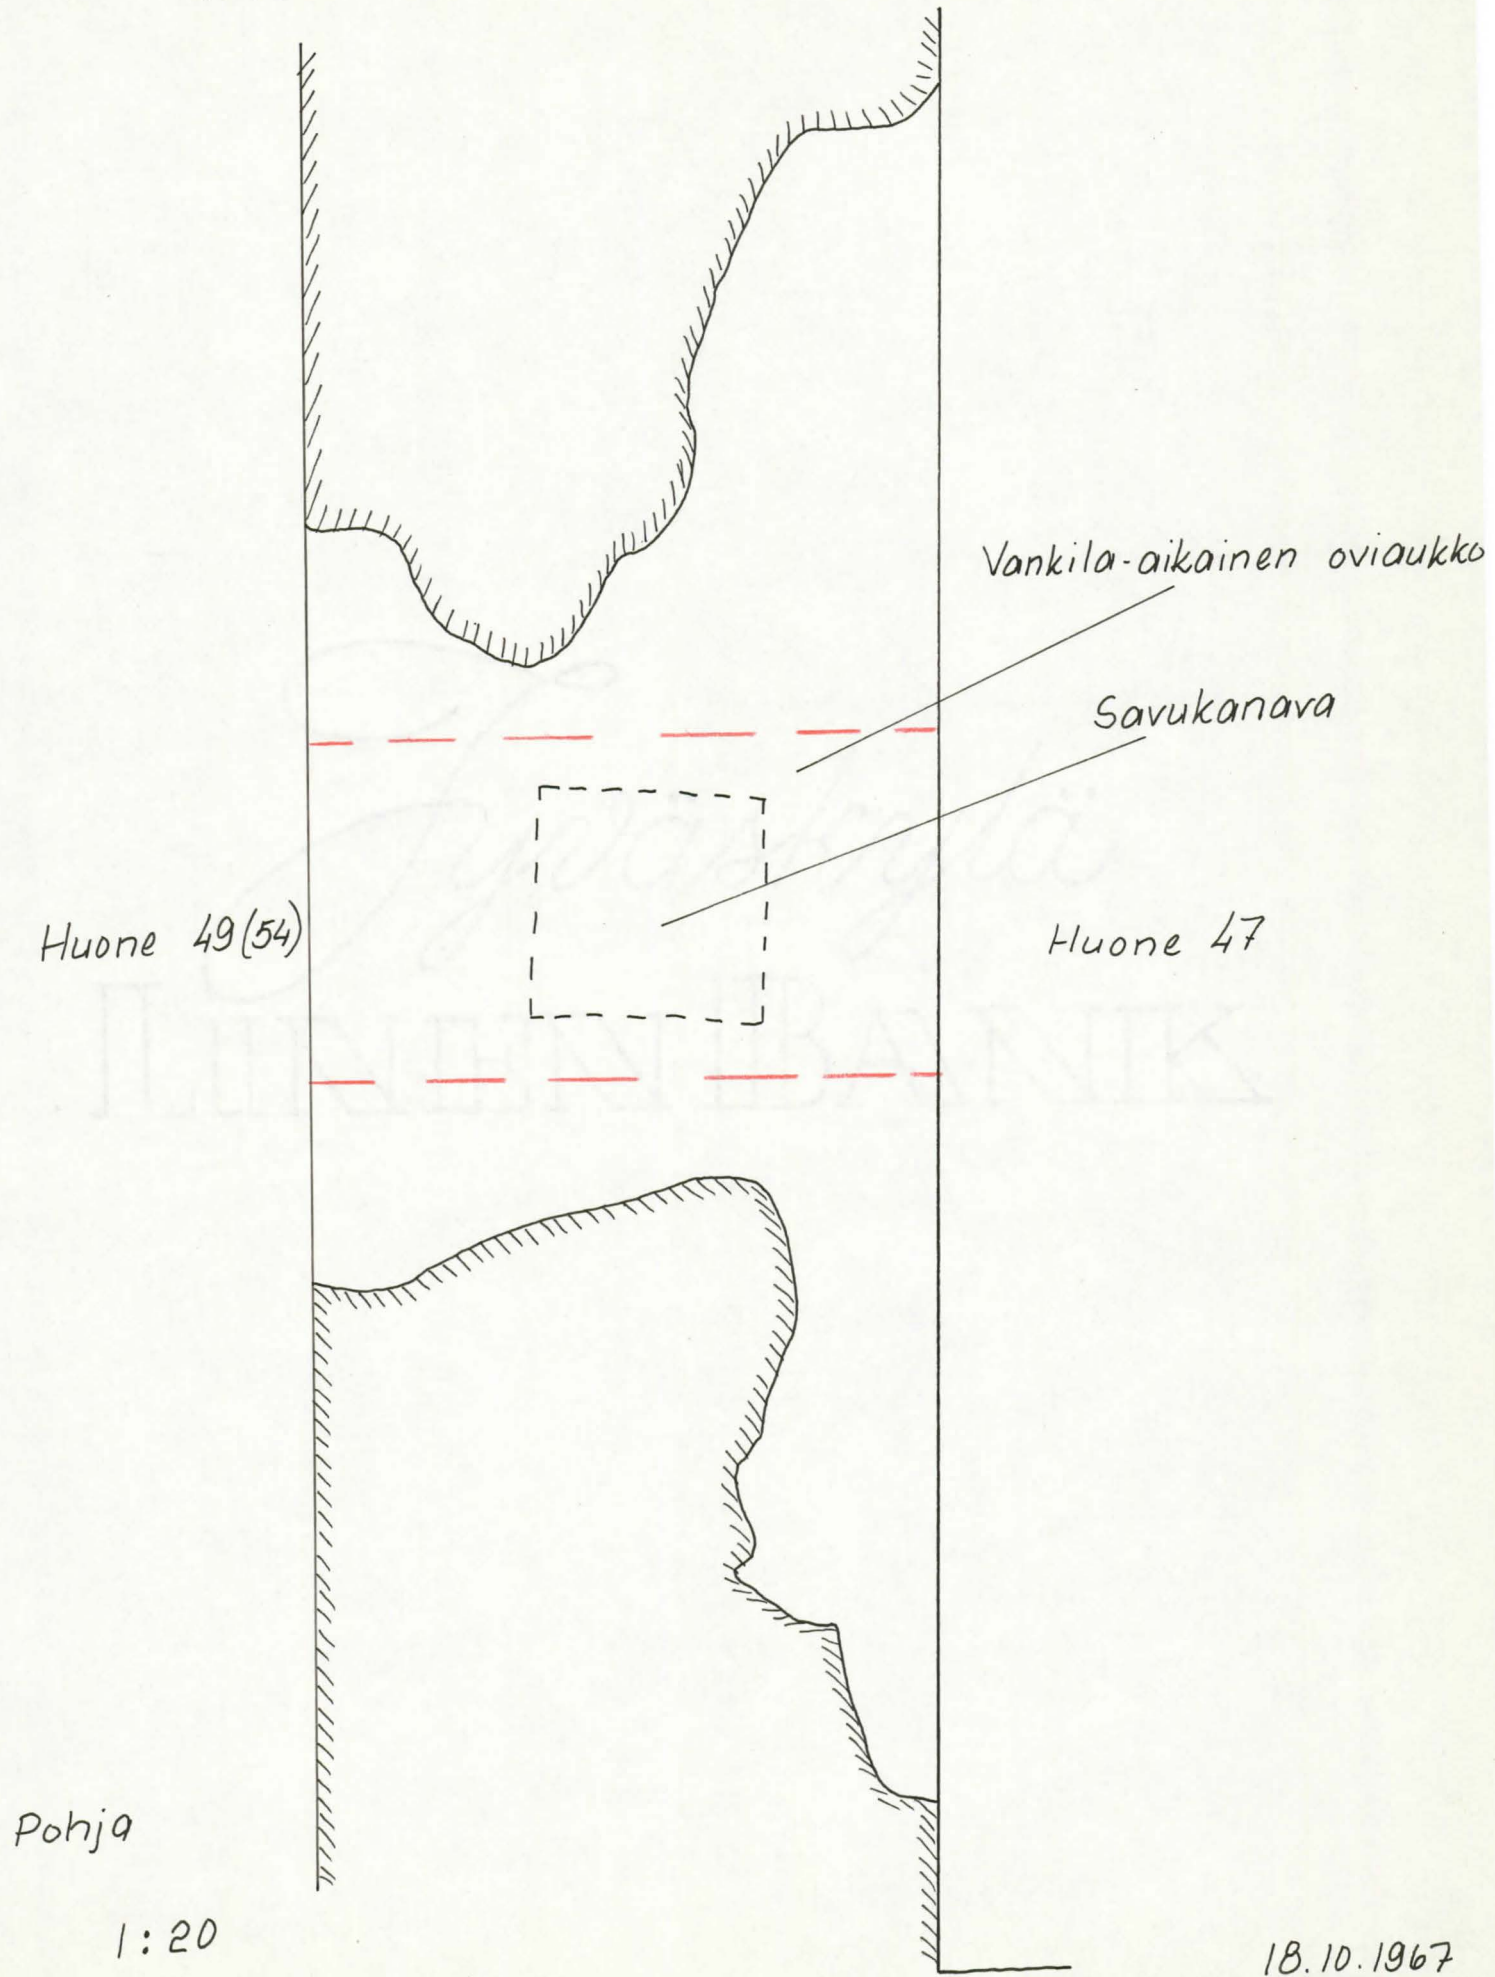 Vankila-aikainen oviaukko
Savukanava
Huone 49(54)
Huone 47
Pohja
1:20
18.10.1967